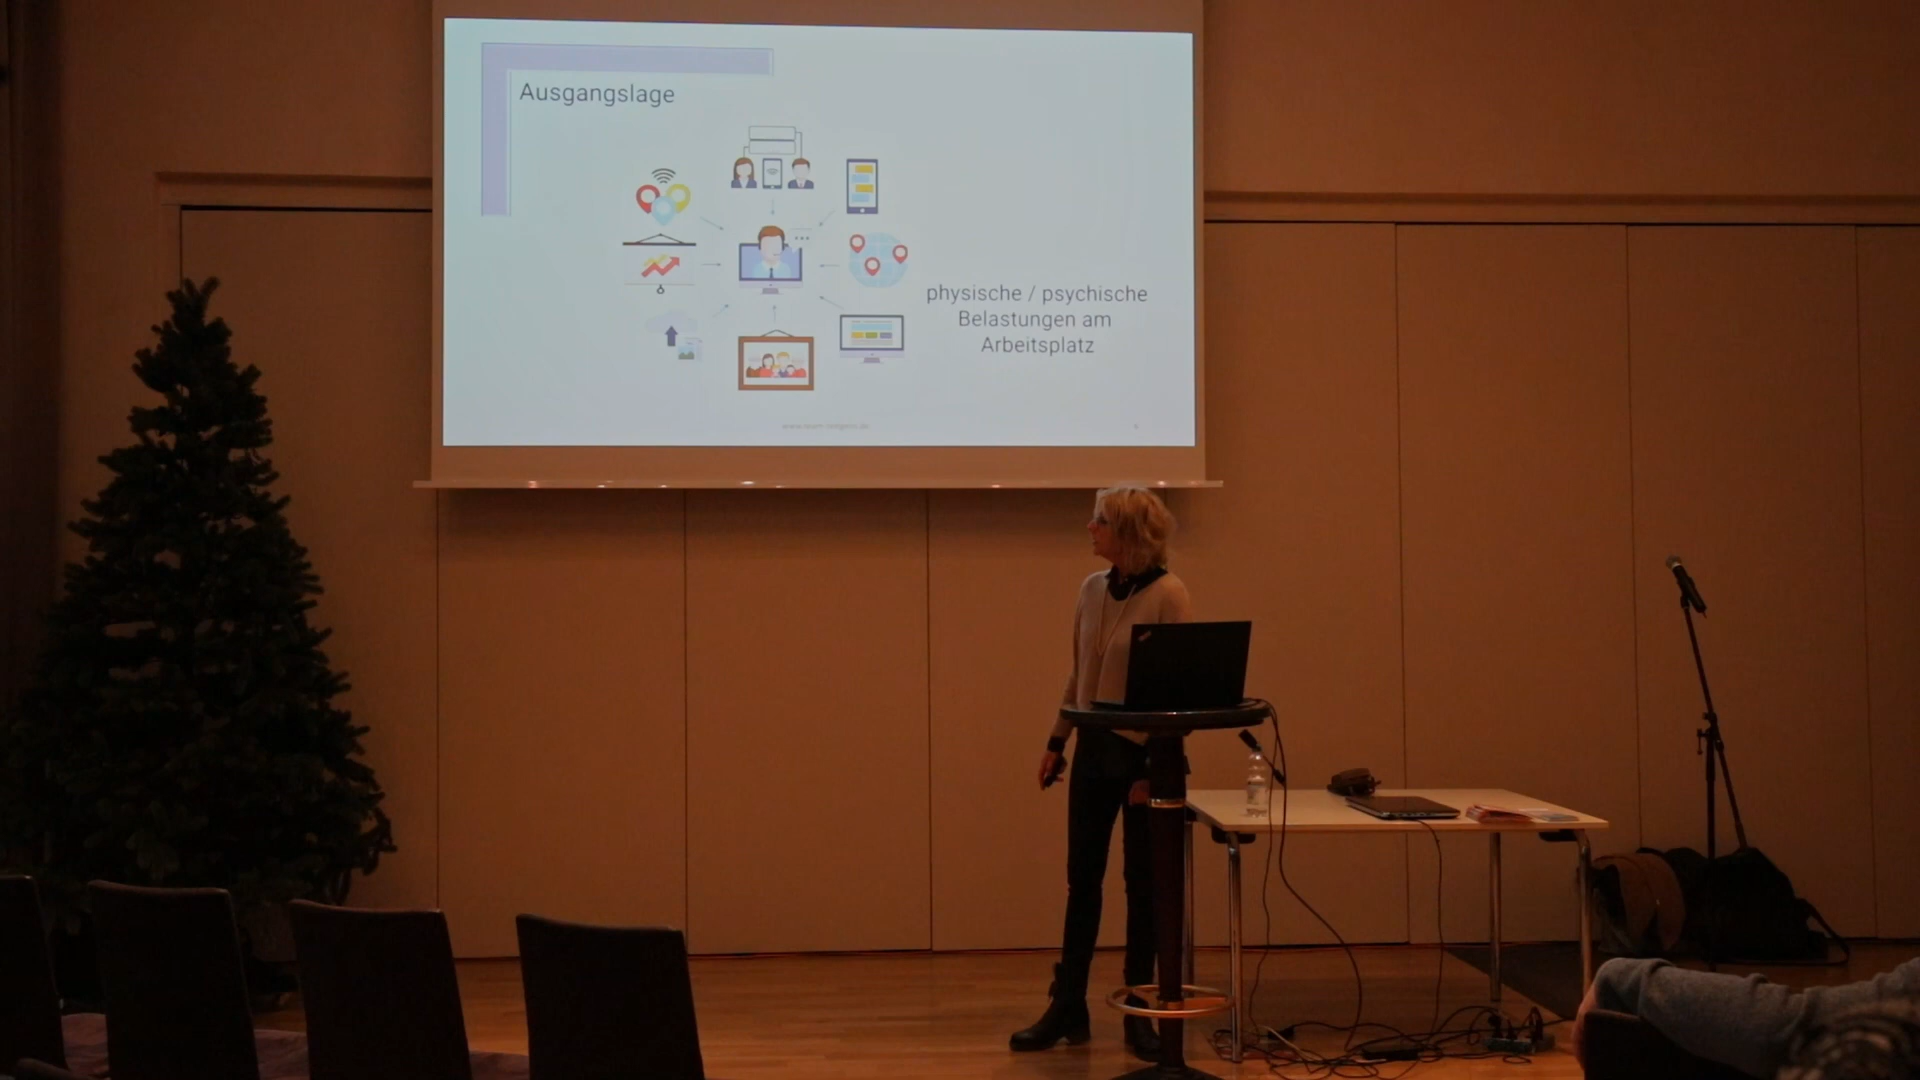 Ausgangslage
physische / psychische
Belastungen am
Arbeitsplatz